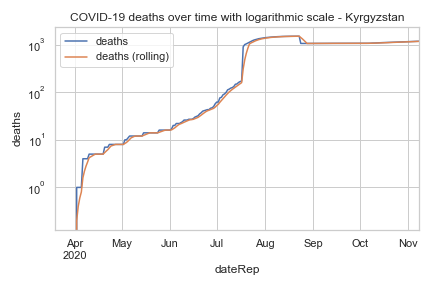 COVID-19 deaths over time with logarithmic scale - Kyrgyzstan
deaths
deaths (rolling)
10³
10²
10¹
10⁰
deaths
Apr
2020
May
Jun
Jul
Aug
Sep
Oct
Nov
dateRep